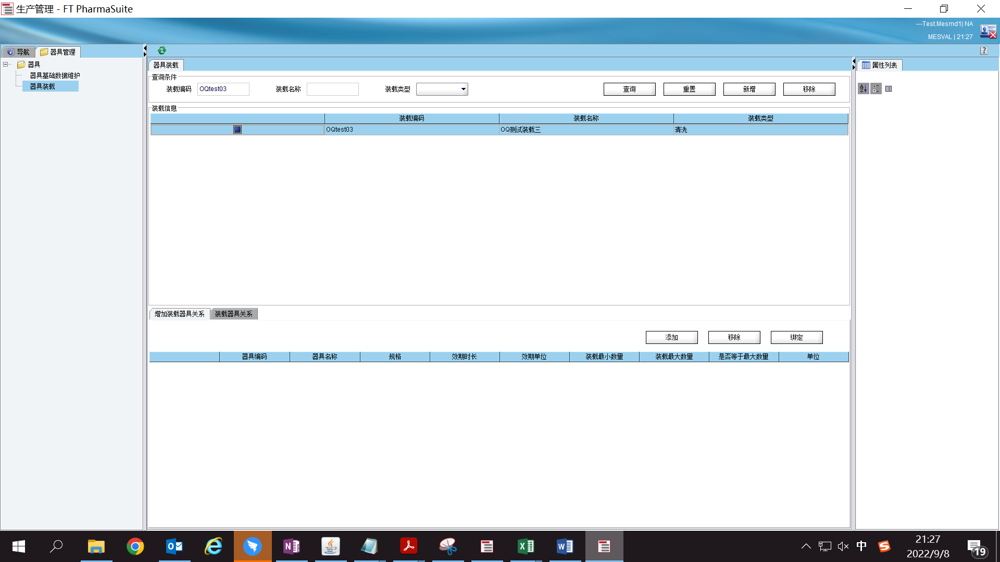 生产管理 - FT PharmaSuite
---Test.Mesmd1| NA
MESVAL | 21:27
导航
器具管理
器具
器具基础数据维护
器具装载
器具装载
查询条件
装载编码 OQtest03 装载名称 装载类型 查询 重置 新增 移除
装载信息
装载编码 装载名称 装载类型
OQtest03 OQ测试装载三 清洗
增加装载器具关系 装载器具关系
添加 移除 绑定
器具编码 器具名称 规格 效期时长 效期单位 装载最小数量 装载最大数量 是否等于最大数量 单位
属性列表
中
21:27
2022/9/8
19